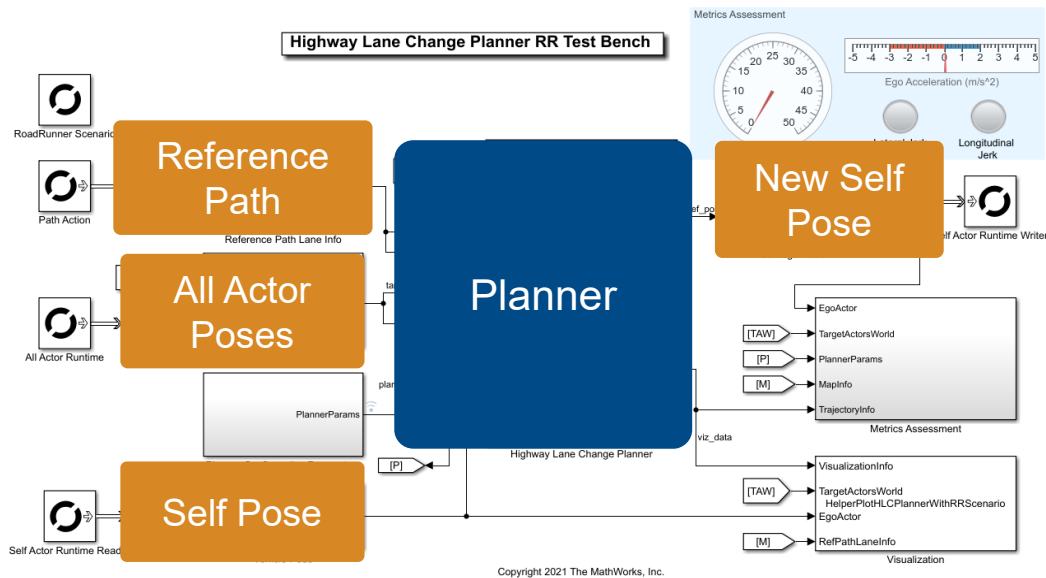 Metrics Assessment
Highway Lane Change Planner RR Test Bench
0 5 10 15 20 25 30 35 40 45 50
-5 -4 -3 -2 -1 0 1 2 3 4 5
Ego Acceleration (m/s^2)
Longitudinal
Jerk
RoadRunner Scenario
Path Action
Reference
Path
Reference Path Lane Info
All Actor
Poses
All Actor Runtime
PlannerParams
[P]
Self Pose
Self Actor Runtime
Planner
Highway Lane Change Planner
viz_data
New Self
Pose
Actor Runtime Writer
EgoActor
[TAW]
TargetActorsWorld
[P]
PlannerParams
[M]
MapInfo
TrajectoryInfo
Metrics Assessment
VisualizationInfo
[TAW]
TargetActorsWorld
HelperPlotHLCPlannerWithRRScenario
EgoActor
[M]
RefPathLaneInfo
Visualization
Copyright 2021 The MathWorks, Inc.